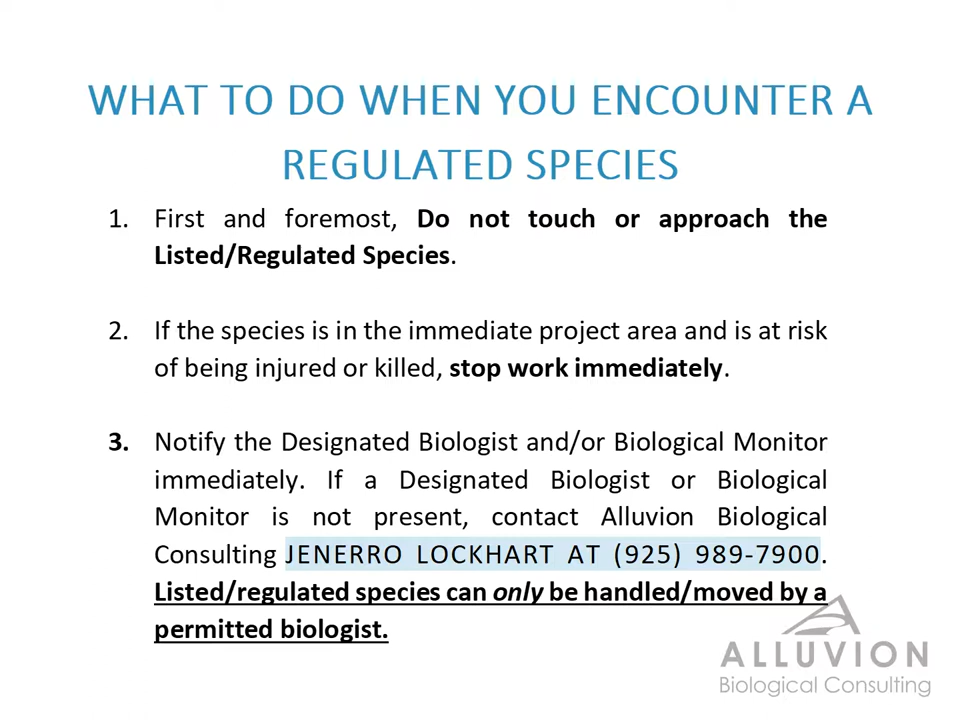 WHAT TO DO WHEN YOU ENCOUNTER A
REGULATED SPECIES
1. First and foremost, Do not touch or approach the
Listed/Regulated Species.
2. If the species is in the immediate project area and is at risk
of being injured or killed, stop work immediately.
3. Notify the Designated Biologist and/or Biological Monitor
immediately. If a Designated Biologist or Biological
Monitor is not present, contact Alluvion Biological
Consulting JENERRO LOCKHART AT (925) 989-7900.
Listed/regulated species can only be handled/moved by a
permitted biologist.
ALLUVION
Biological Consulting